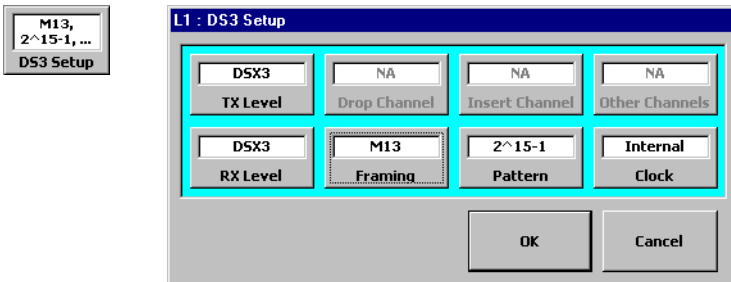 M13,
2^15-1, ...
DS3 Setup
L1 : DS3 Setup
DSX3 NA NA NA
TX Level Drop Channel Insert Channel Other Channels
DSX3 M13 2^15-1 Internal
RX Level Framing Pattern Clock
OK Cancel